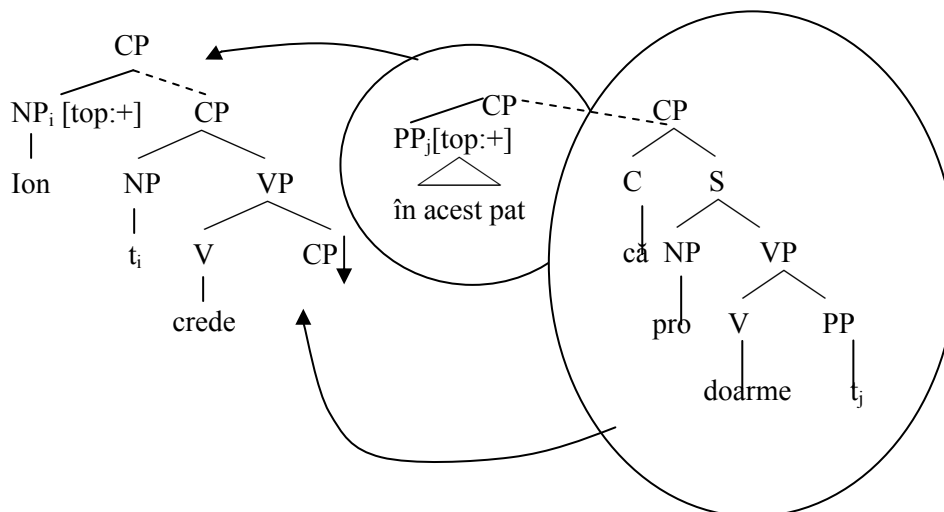 CP
CP
CP
CP
NPi [top:+]
CP
PPj[top:+]
Ion
NP
VP
în acest pat
C
S
ti
V
CP
că
NP
VP
crede
pro
V
PP
doarme
tj